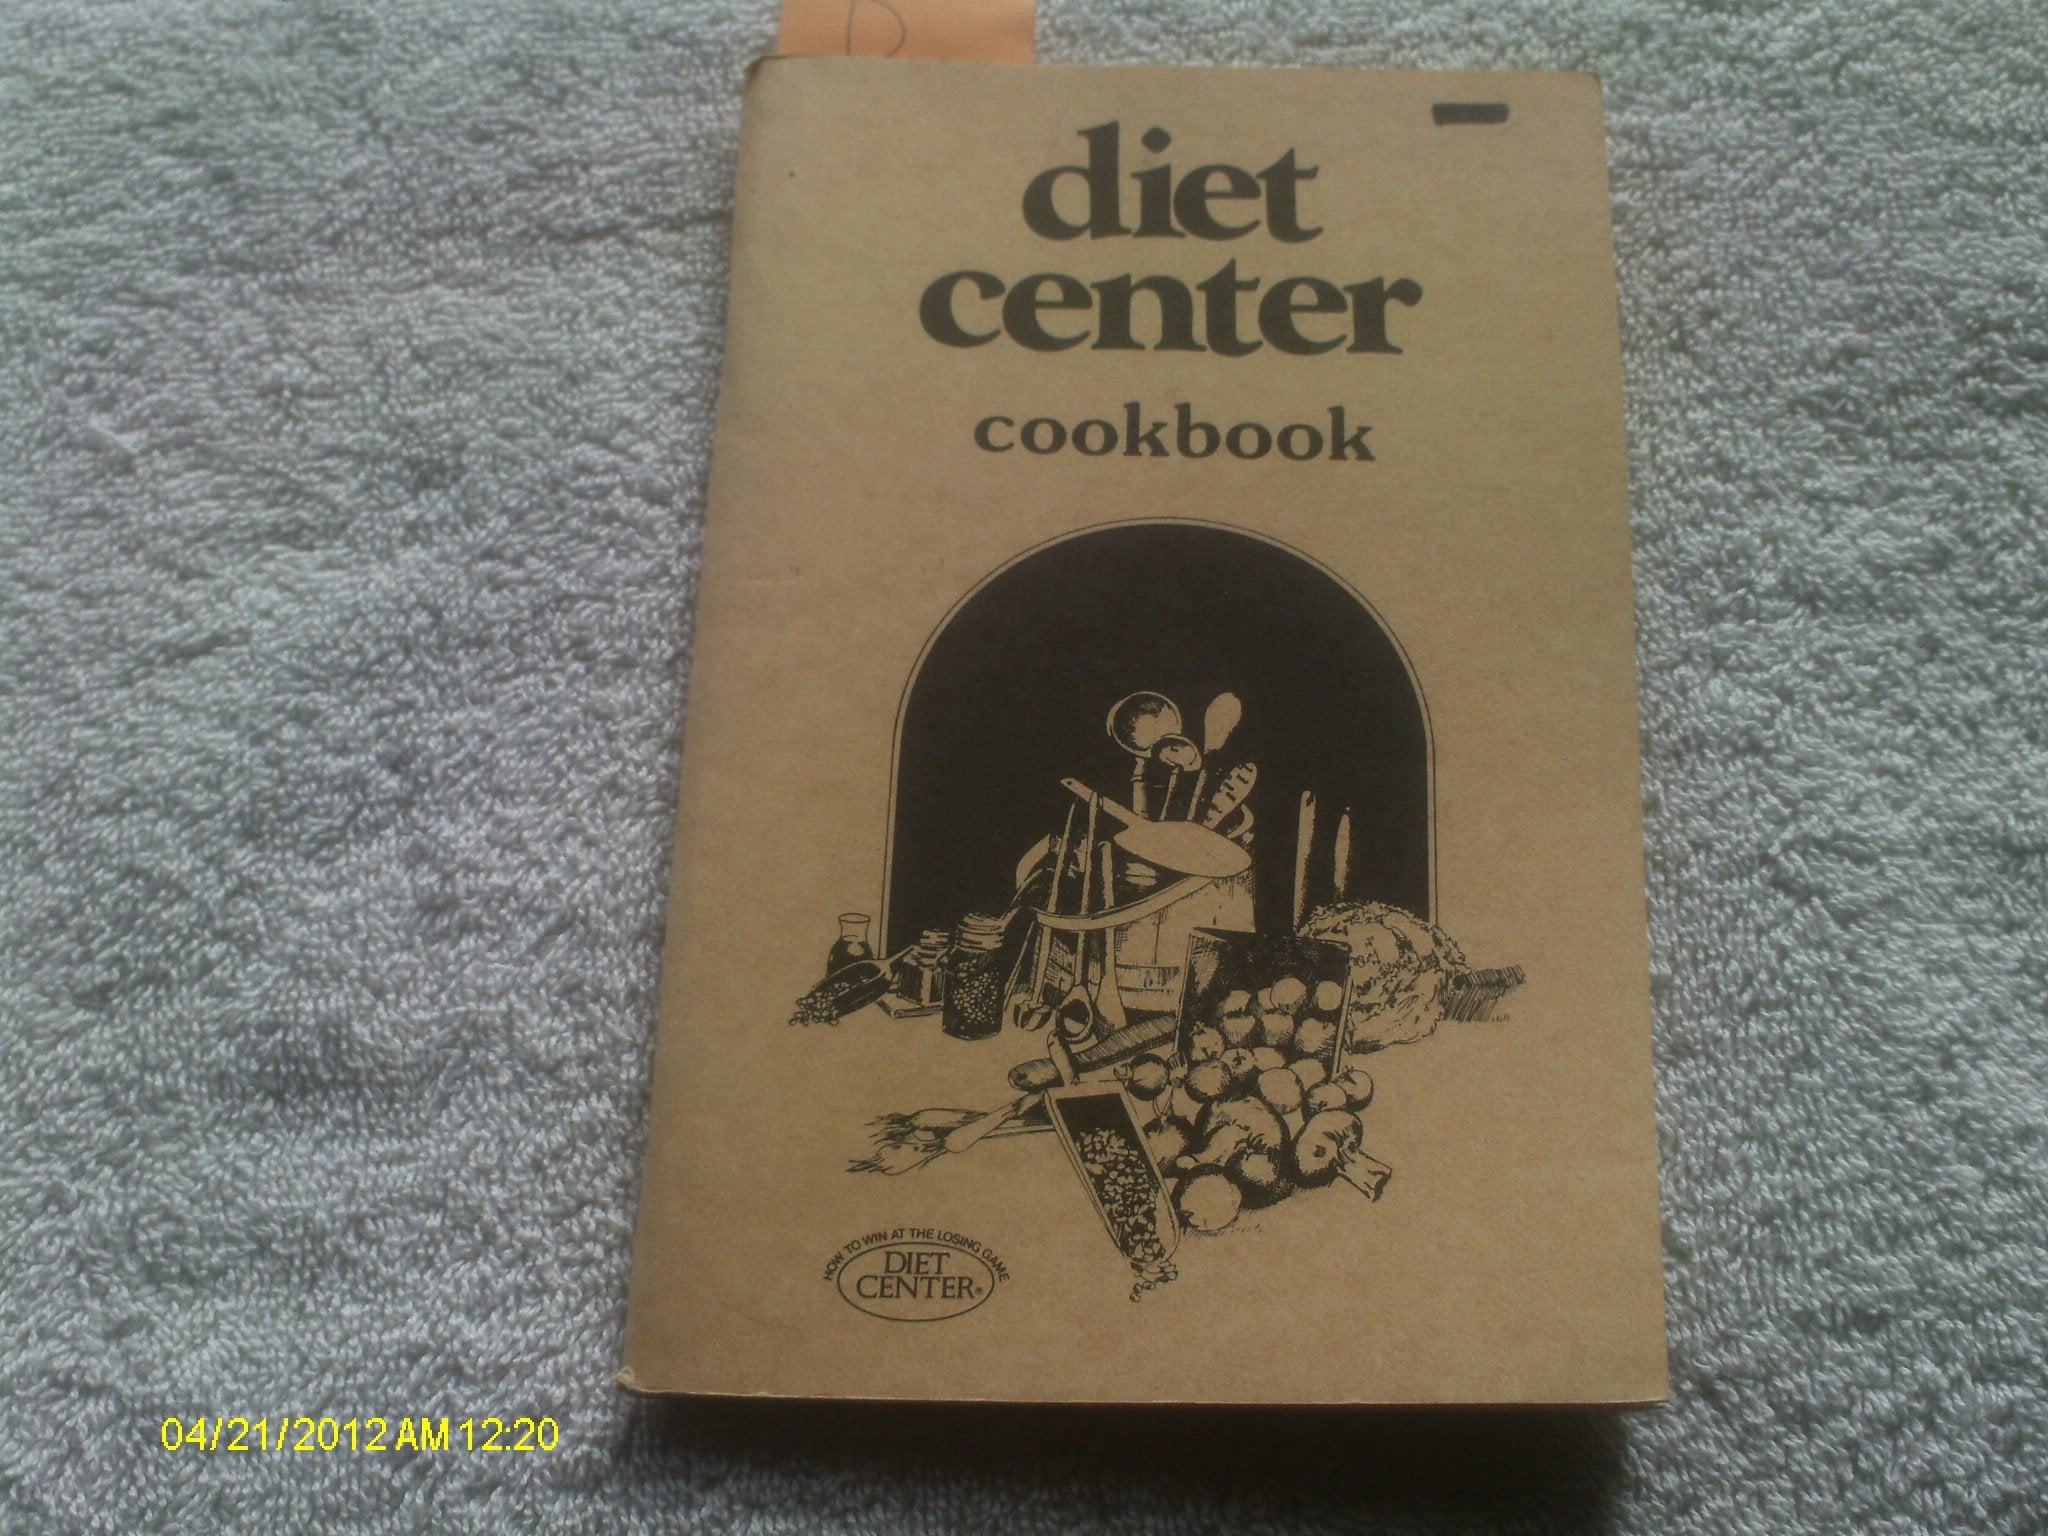 D
diet
center
cookbook
HOW TO WIN AT THE LOSING GAME
DIET
CENTER®
04/21/2012 AM 12:20